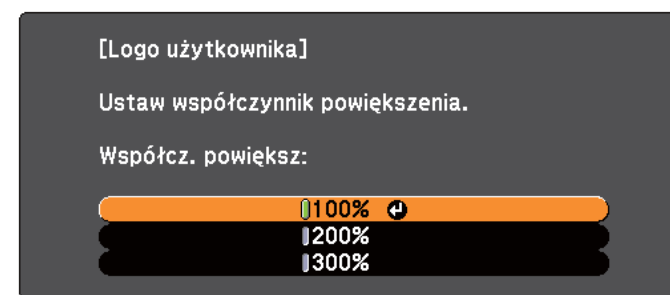 [Logo użytkownika]
Ustaw współczynnik powiększenia.
Współcz. powiększ:
100%
200%
300%